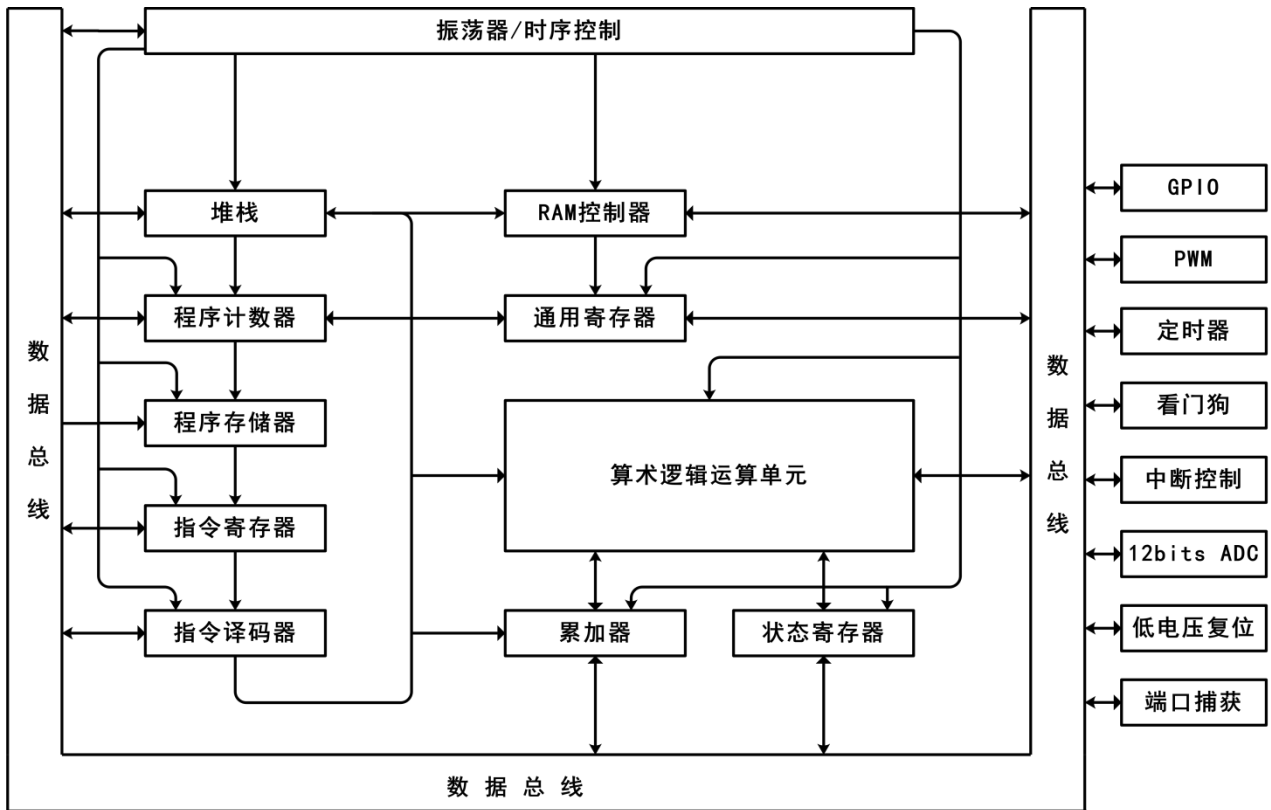 振荡器/时序控制
堆栈
RAM控制器
程序计数器
通用寄存器
程序存储器
算术逻辑运算单元
指令寄存器
指令译码器
累加器
状态寄存器
数据总线
数据总线
数据总线
GPIO
PWM
定时器
看门狗
中断控制
12bits ADC
低电压复位
端口捕获